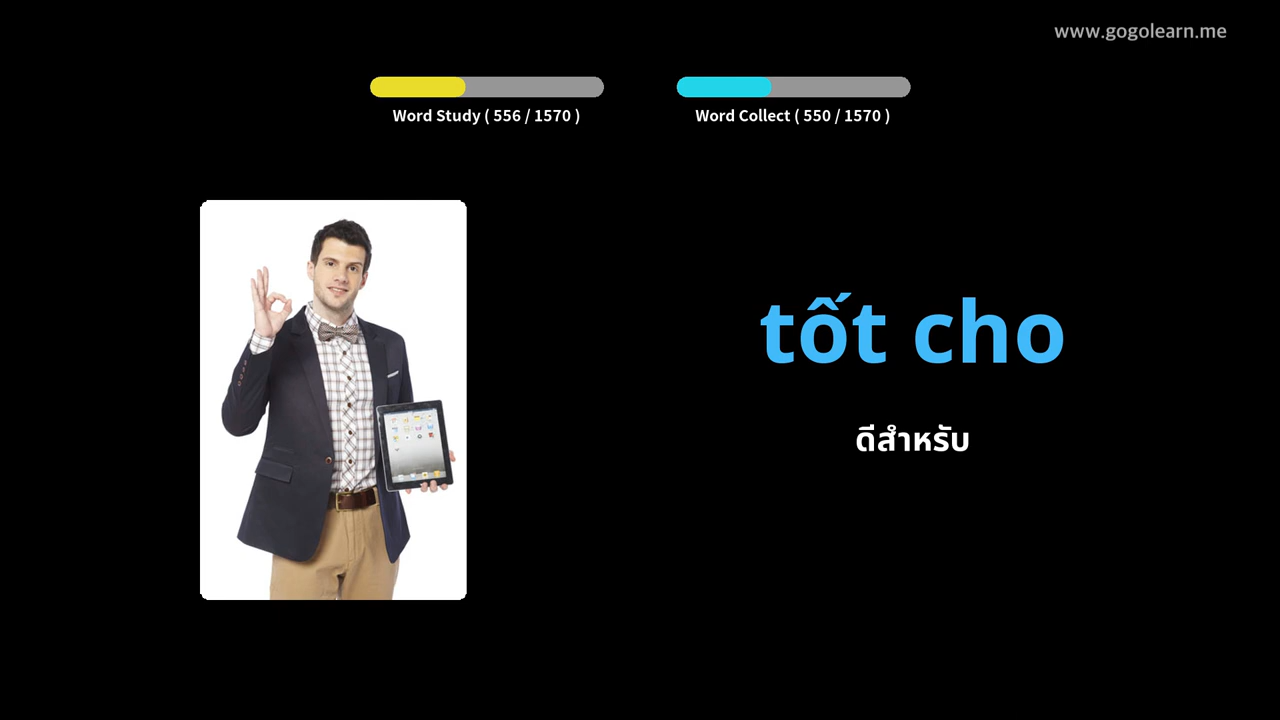 www.gogolearn.me
Word Study ( 556 / 1570 )
Word Collect ( 550 / 1570 )
tốt cho
ดีสำหรับ